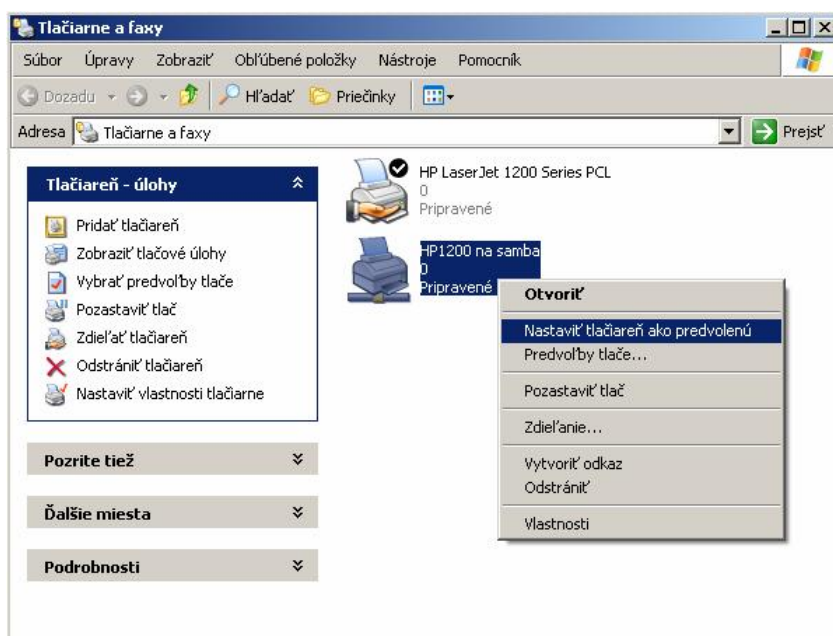 Tlačiarne a faxy
Súbor Úpravy Zobraziť Obľúbené položky Nástroje Pomocník
Dozadu Hľadať Priečinky
Adresa Tlačiarne a faxy Prejsť
Tlačiareň - úlohy
Pridať tlačiareň
Zobraziť tlačové úlohy
Vybrať predvoľby tlače
Pozastaviť tlač
Zdieľať tlačiareň
Odstrániť tlačiareň
Nastaviť vlastnosti tlačiarne
Pozrite tiež
Ďalšie miesta
Podrobnosti
HP LaserJet 1200 Series PCL
0
Pripravené
HP1200 na samba
0
Pripravené
Otvoriť
Nastaviť tlačiareň ako predvolenú
Predvoľby tlače...
Pozastaviť tlač
Zdieľanie...
Vytvoriť odkaz
Odstrániť
Vlastnosti